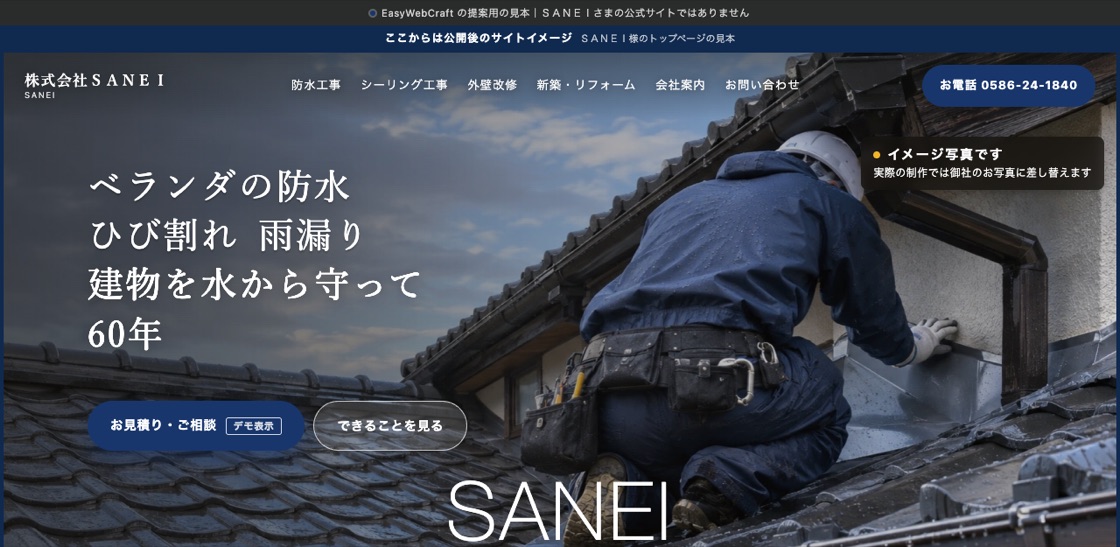 EasyWebCraft の提案用の見本｜ＳＡＮＥＩさまの公式サイトではありません
ここからは公開後のサイトイメージ ＳＡＮＥＩ様のトップページの見本
株式会社ＳＡＮＥＩ
SANEI
防水工事 シーリング工事 外壁改修 新築・リフォーム 会社案内 お問い合わせ
お電話 0586-24-1840
イメージ写真です
実際の制作では御社のお写真に差し替えます
ベランダの防水
ひび割れ 雨漏り
建物を水から守って
60年
お見積り・ご相談 デモ表示
できることを見る
SANEI